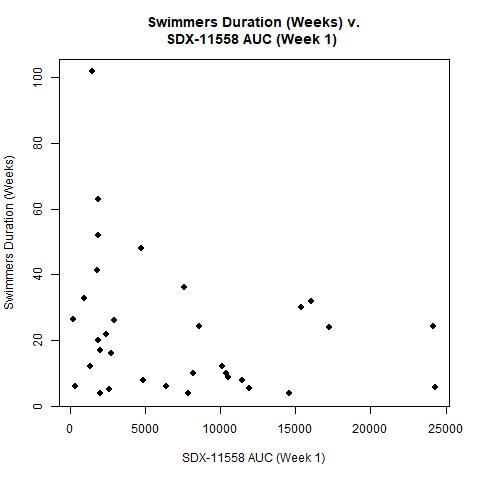 Swimmers Duration (Weeks) v.
SDX-11558 AUC (Week 1)
Swimmers Duration (Weeks)
100
80
60
40
20
0
0 5000 10000 15000 20000 25000
SDX-11558 AUC (Week 1)